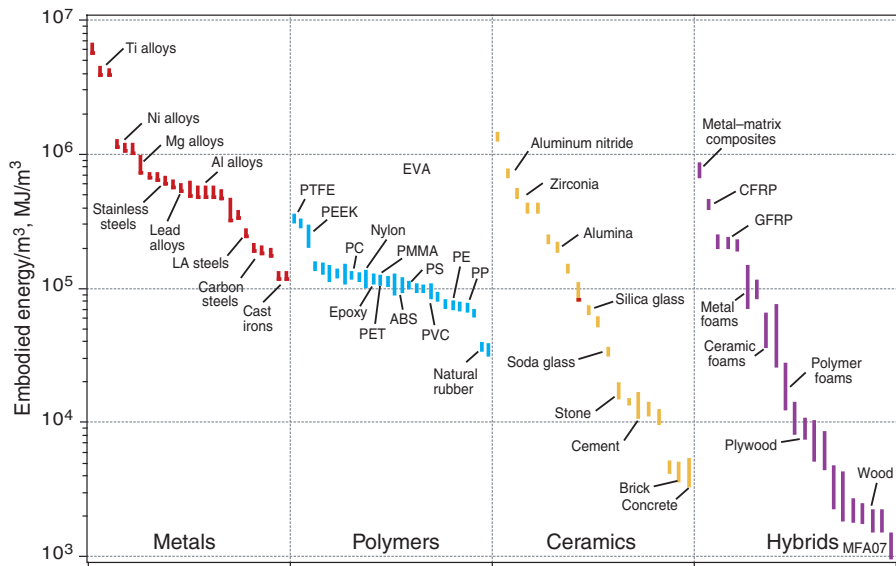 Embodied energy/m³, MJ/m³
10⁷
10⁶
10⁵
10⁴
10³
Ti alloys
Ni alloys
Mg alloys
Al alloys
Stainless
steels
Lead
alloys
LA steels
Carbon
steels
Cast
irons
Metals
EVA
PTFE
PEEK
PC
Nylon
PMMA
PS
PE
PP
Epoxy
PET
ABS
PVC
Natural
rubber
Polymers
Aluminum nitride
Zirconia
Alumina
Silica glass
Soda glass
Stone
Cement
Brick
Concrete
Ceramics
Metal–matrix
composites
CFRP
GFRP
Metal
foams
Ceramic
foams
Polymer
foams
Plywood
Wood
Hybrids
MFA07